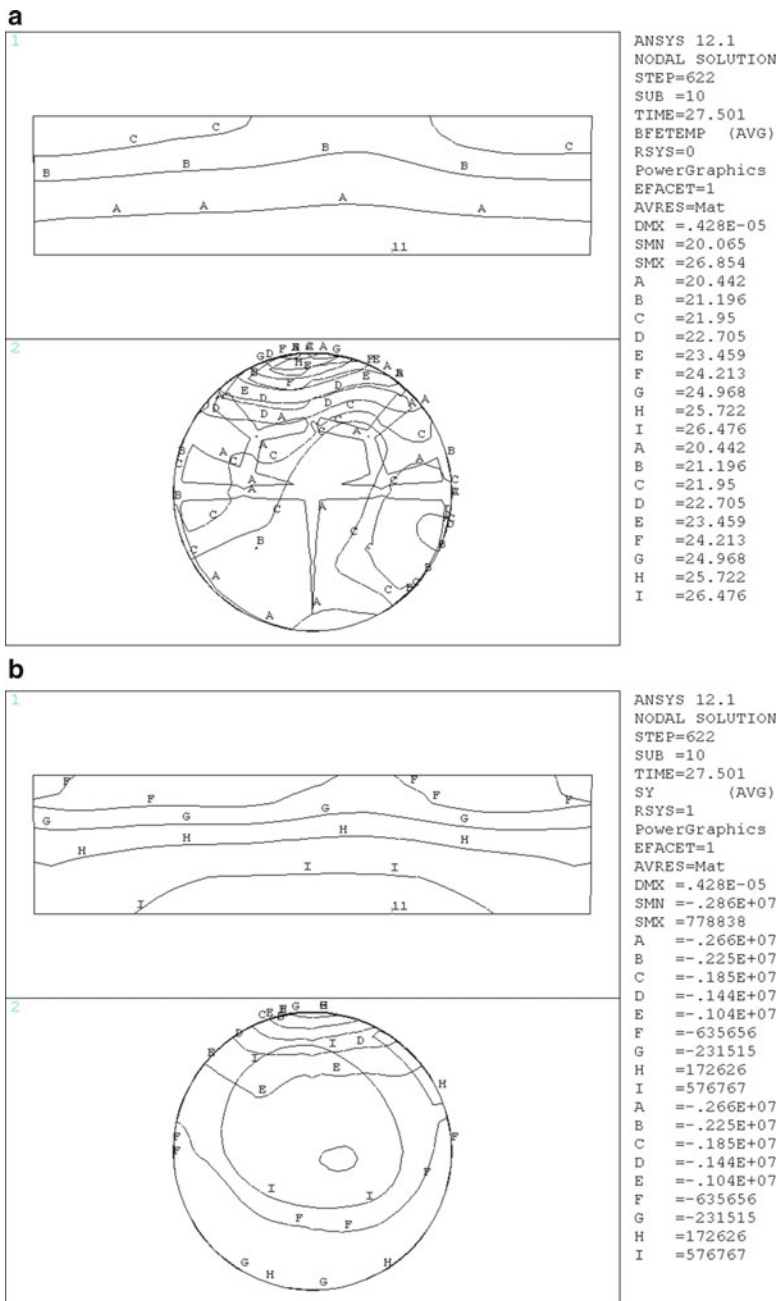 a
1
ANSYS 12.1
NODAL SOLUTION
STEP=622
SUB =10
TIME=27.501
BFETEMP (AVG)
RSYS=0
PowerGraphics
EFACET=1
AVRES=Mat
DMX =.428E-05
SMN =20.065
SMX =26.854
A =20.442
B =21.196
C =21.95
D =22.705
E =23.459
F =24.213
G =24.968
H =25.722
I =26.476
A =20.442
B =21.196
C =21.95
D =22.705
E =23.459
F =24.213
G =24.968
H =25.722
I =26.476
C C C
B B B B
A A A A
11
2
b
1
ANSYS 12.1
NODAL SOLUTION
STEP=622
SUB =10
TIME=27.501
SY (AVG)
RSYS=1
PowerGraphics
EFACET=1
AVRES=Mat
DMX =.428E-05
SMN =-.286E+07
SMX =778838
A =-.266E+07
B =-.225E+07
C =-.185E+07
D =-.144E+07
E =-.104E+07
F =-635656
G =-231515
H =172626
I =576767
A =-.266E+07
B =-.225E+07
C =-.185E+07
D =-.144E+07
E =-.104E+07
F =-635656
G =-231515
H =172626
I =576767
F F F F F
G G G G
H H H H
I I I
11
2
D I I D
E E H
F F F
I I
F F
G H G H